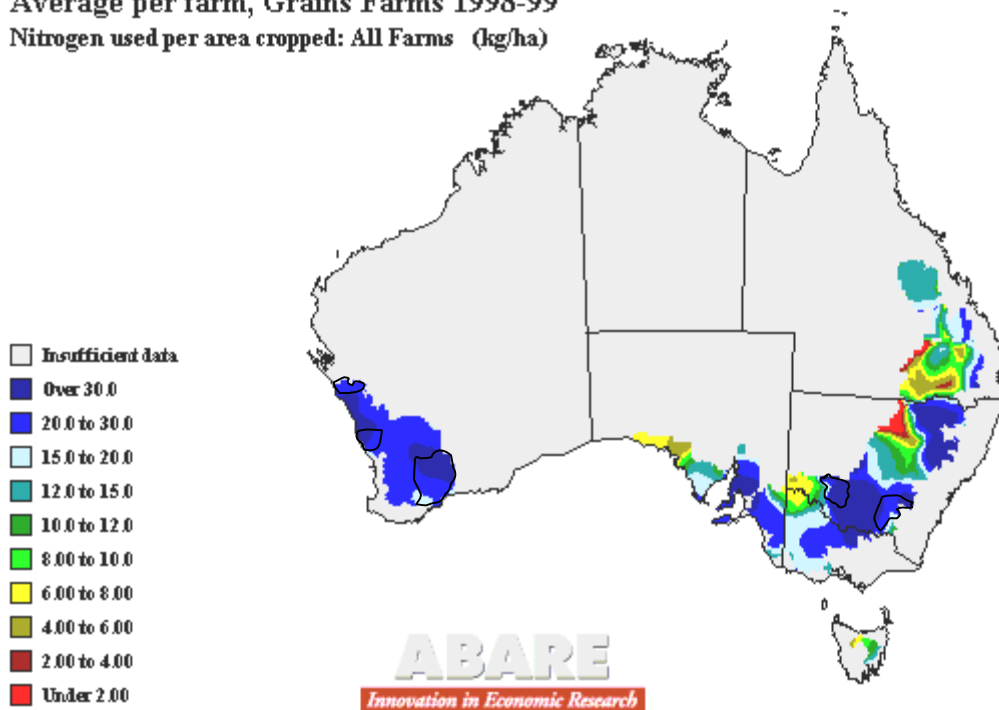 Average per farm, Grains Farms 1998-99
Nitrogen used per area cropped: All Farms (kg/ha)
Insufficient data
Over 30.0
20.0 to 30.0
15.0 to 20.0
12.0 to 15.0
10.0 to 12.0
8.00 to 10.0
6.00 to 8.00
4.00 to 6.00
2.00 to 4.00
Under 2.00
ABARE
Innovation in Economic Research